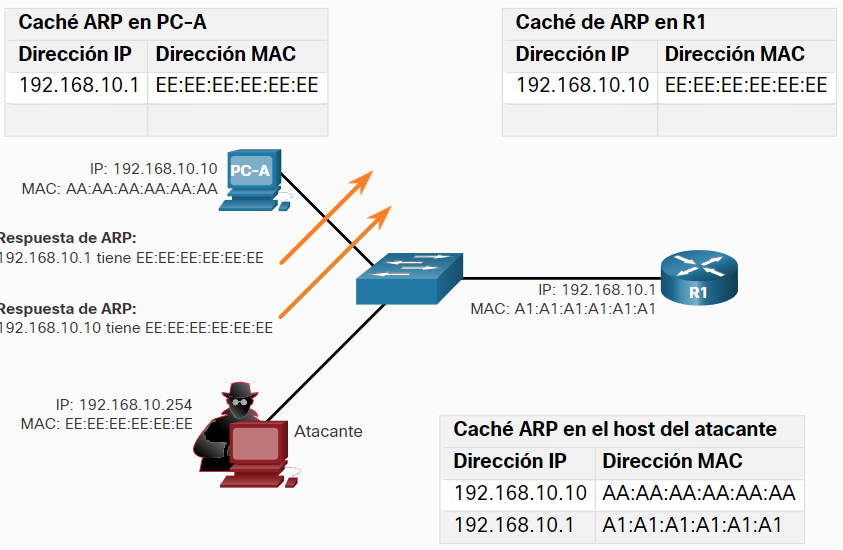 Caché ARP en PC-A
Dirección IP Dirección MAC
192.168.10.1 EE:EE:EE:EE:EE:EE
Caché de ARP en R1
Dirección IP Dirección MAC
192.168.10.10 EE:EE:EE:EE:EE:EE
IP: 192.168.10.10
MAC: AA:AA:AA:AA:AA:AA
PC-A
Respuesta de ARP:
192.168.10.1 tiene EE:EE:EE:EE:EE:EE
Respuesta de ARP:
192.168.10.10 tiene EE:EE:EE:EE:EE:EE
IP: 192.168.10.1
MAC: A1:A1:A1:A1:A1:A1
R1
IP: 192.168.10.254
MAC: EE:EE:EE:EE:EE:EE
Atacante
Caché ARP en el host del atacante
Dirección IP Dirección MAC
192.168.10.10 AA:AA:AA:AA:AA:AA
192.168.10.1 A1:A1:A1:A1:A1:A1